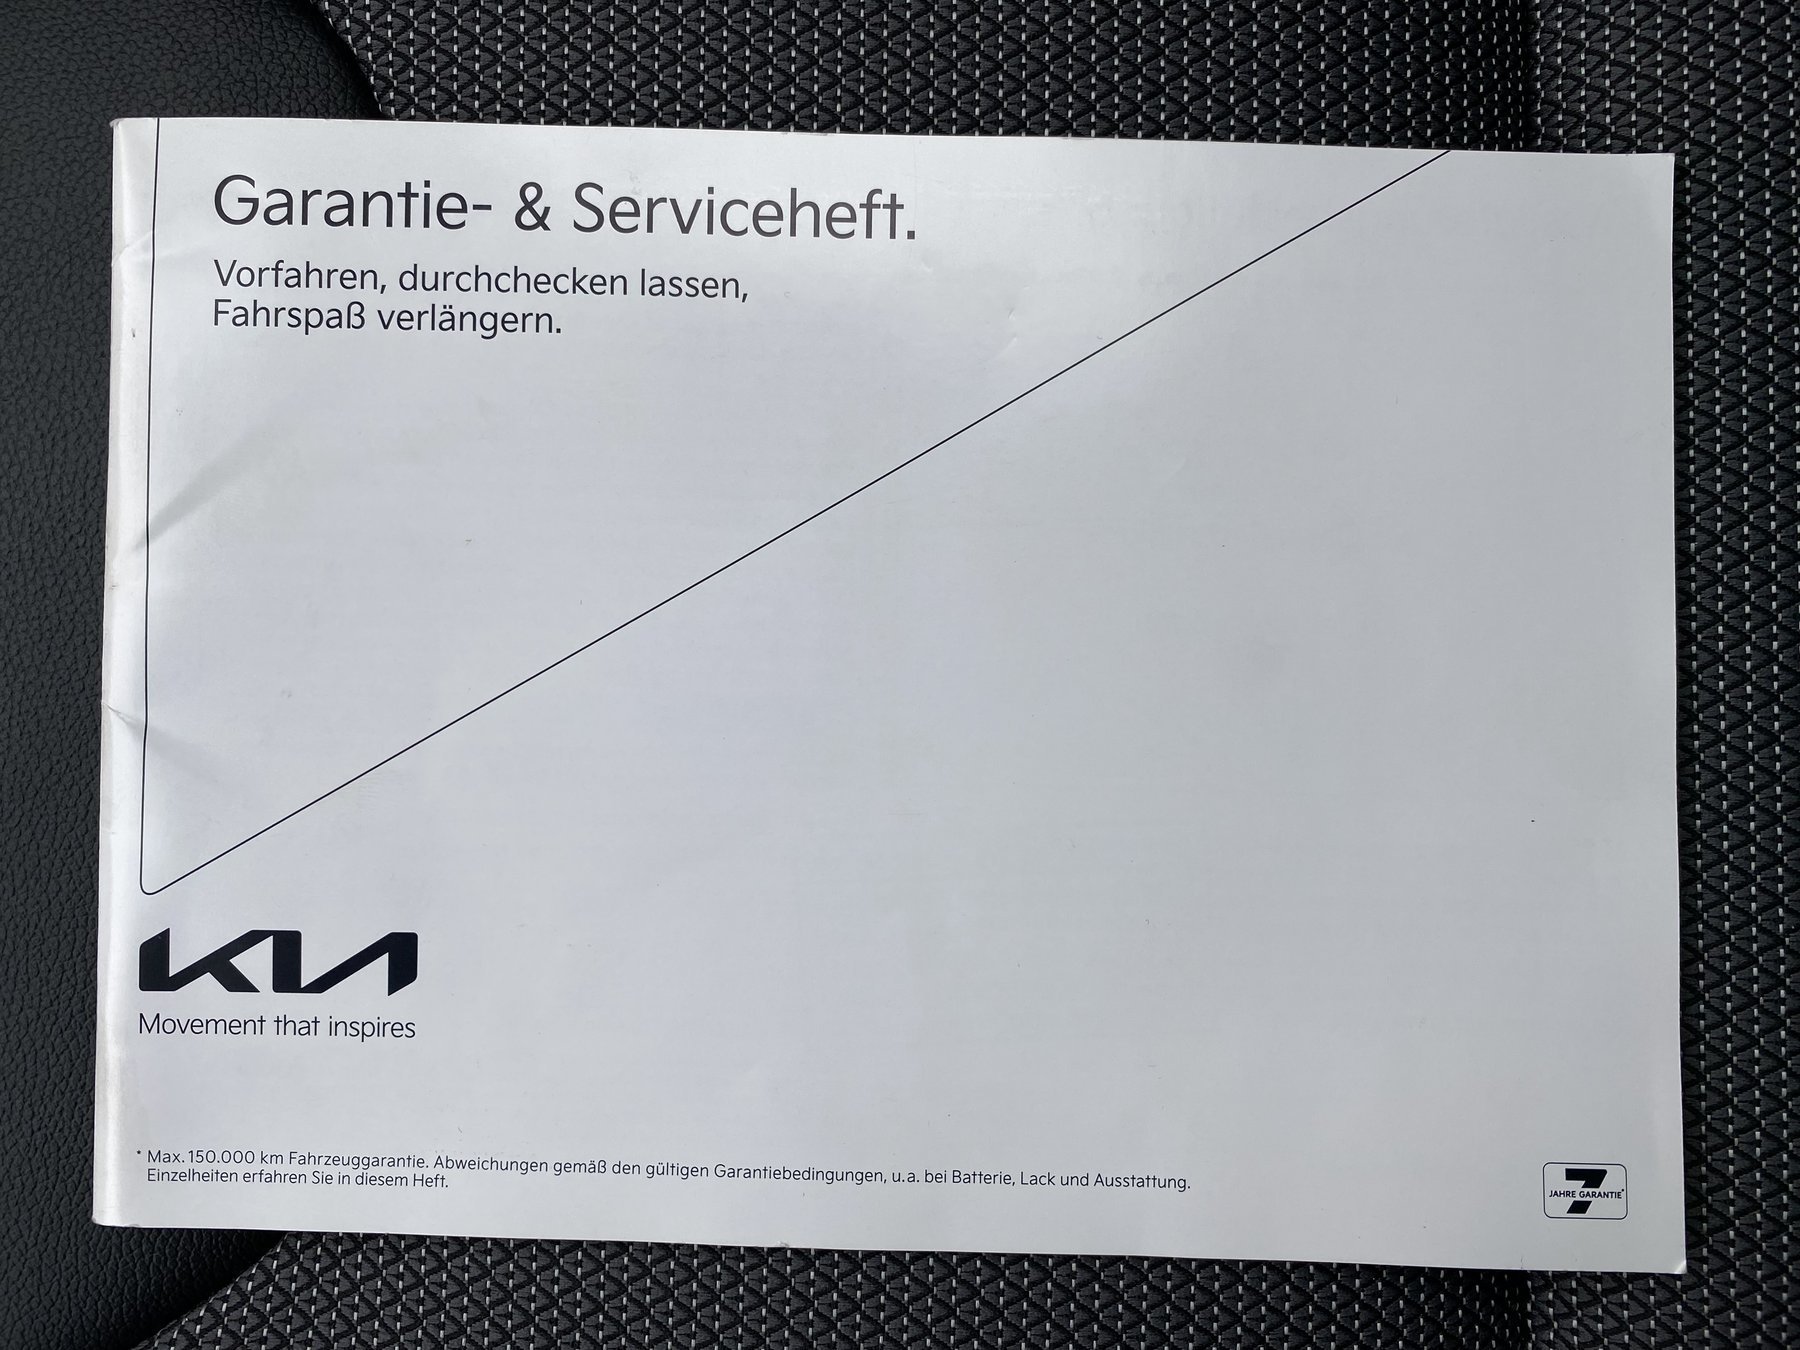 Garantie- & Serviceheft.
Vorfahren, durchchecken lassen,
Fahrspaß verlängern.
KIA
Movement that inspires
* Max. 150.000 km Fahrzeuggarantie. Abweichungen gemäß den gültigen Garantiebedingungen, u.a. bei Batterie, Lack und Ausstattung.
Einzelheiten erfahren Sie in diesem Heft.
7
JAHRE GARANTIE*